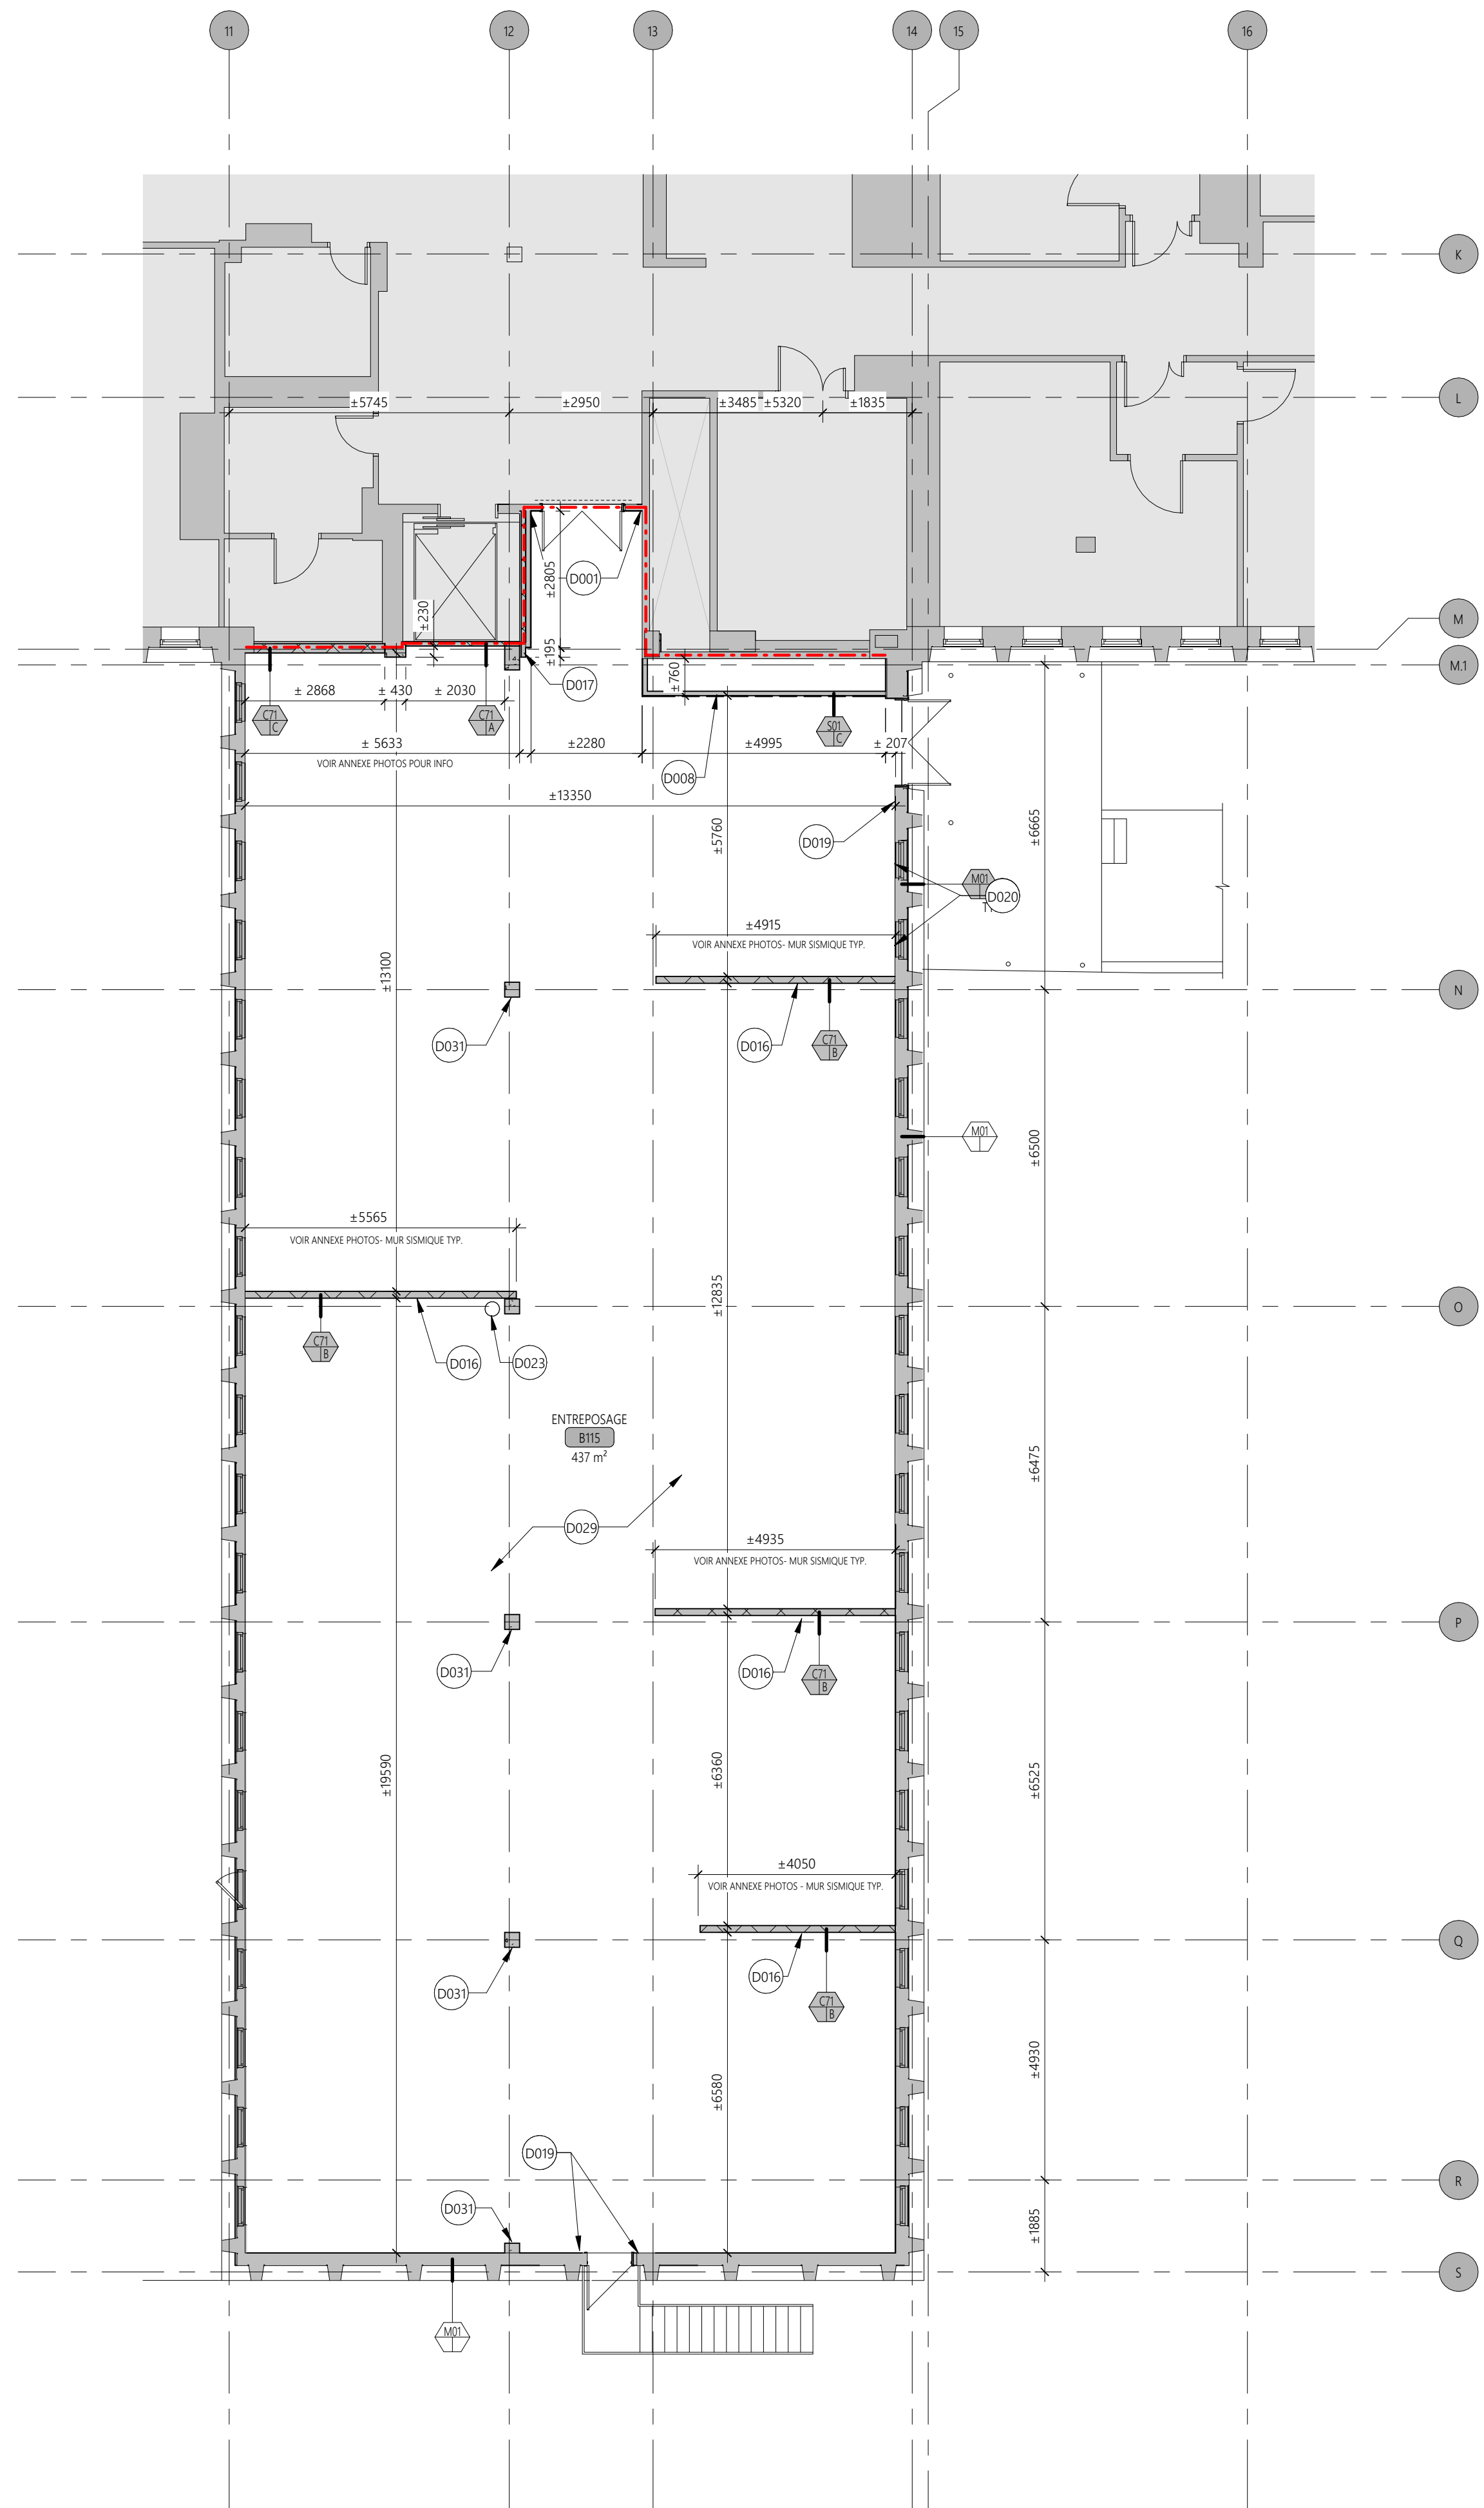 11
12
13
14
15
16
K
L
±5745
±2950
±3485
±5320
±1835
±2805
D001
±230
±195
M
M.1
D017
±760
± 2868
± 430
± 2030
C71
C
C71
A
S01
C
± 5633
±2280
±4995
± 207
VOIR ANNEXE PHOTOS POUR INFO
D008
±13350
±5760
D019
±6665
M01
D020
±4915
VOIR ANNEXE PHOTOS- MUR SISMIQUE TYP.
±13100
N
D031
D016
C71
B
M01
±6500
±5565
VOIR ANNEXE PHOTOS- MUR SISMIQUE TYP.
±12835
O
C71
B
D016
D023
ENTREPOSAGE
B115
437 m²
±6475
D029
±4935
VOIR ANNEXE PHOTOS- MUR SISMIQUE TYP.
P
D031
D016
C71
B
±19590
±6360
±6525
±4050
VOIR ANNEXE PHOTOS - MUR SISMIQUE TYP.
Q
D031
D016
C71
B
±4930
±6580
D019
R
D031
±1885
S
M01